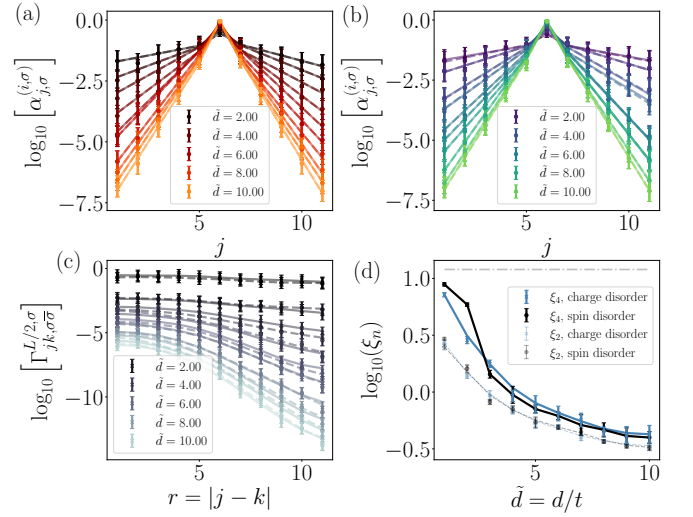 (a)
0.0
−2.5
−5.0
−7.5
log₁₀ [α_{j,σ}^{(i,σ)}]
d̃ = 2.00
d̃ = 4.00
d̃ = 6.00
d̃ = 8.00
d̃ = 10.00
5
10
j
(b)
0.0
−2.5
−5.0
−7.5
log₁₀ [α_{j,σ}^{(i,σ)}]
d̃ = 2.00
d̃ = 4.00
d̃ = 6.00
d̃ = 8.00
d̃ = 10.00
5
10
j
(c)
0
−5
−10
log₁₀ [Γ_{jk,σσ̅}^{L/2,σ}]
d̃ = 2.00
d̃ = 4.00
d̃ = 6.00
d̃ = 8.00
d̃ = 10.00
5
10
r = |j − k|
(d)
1.0
0.5
0.0
−0.5
log₁₀(ξₙ)
ξ₄, charge disorder
ξ₄, spin disorder
ξ₂, charge disorder
ξ₂, spin disorder
5
10
d̃ = d/t